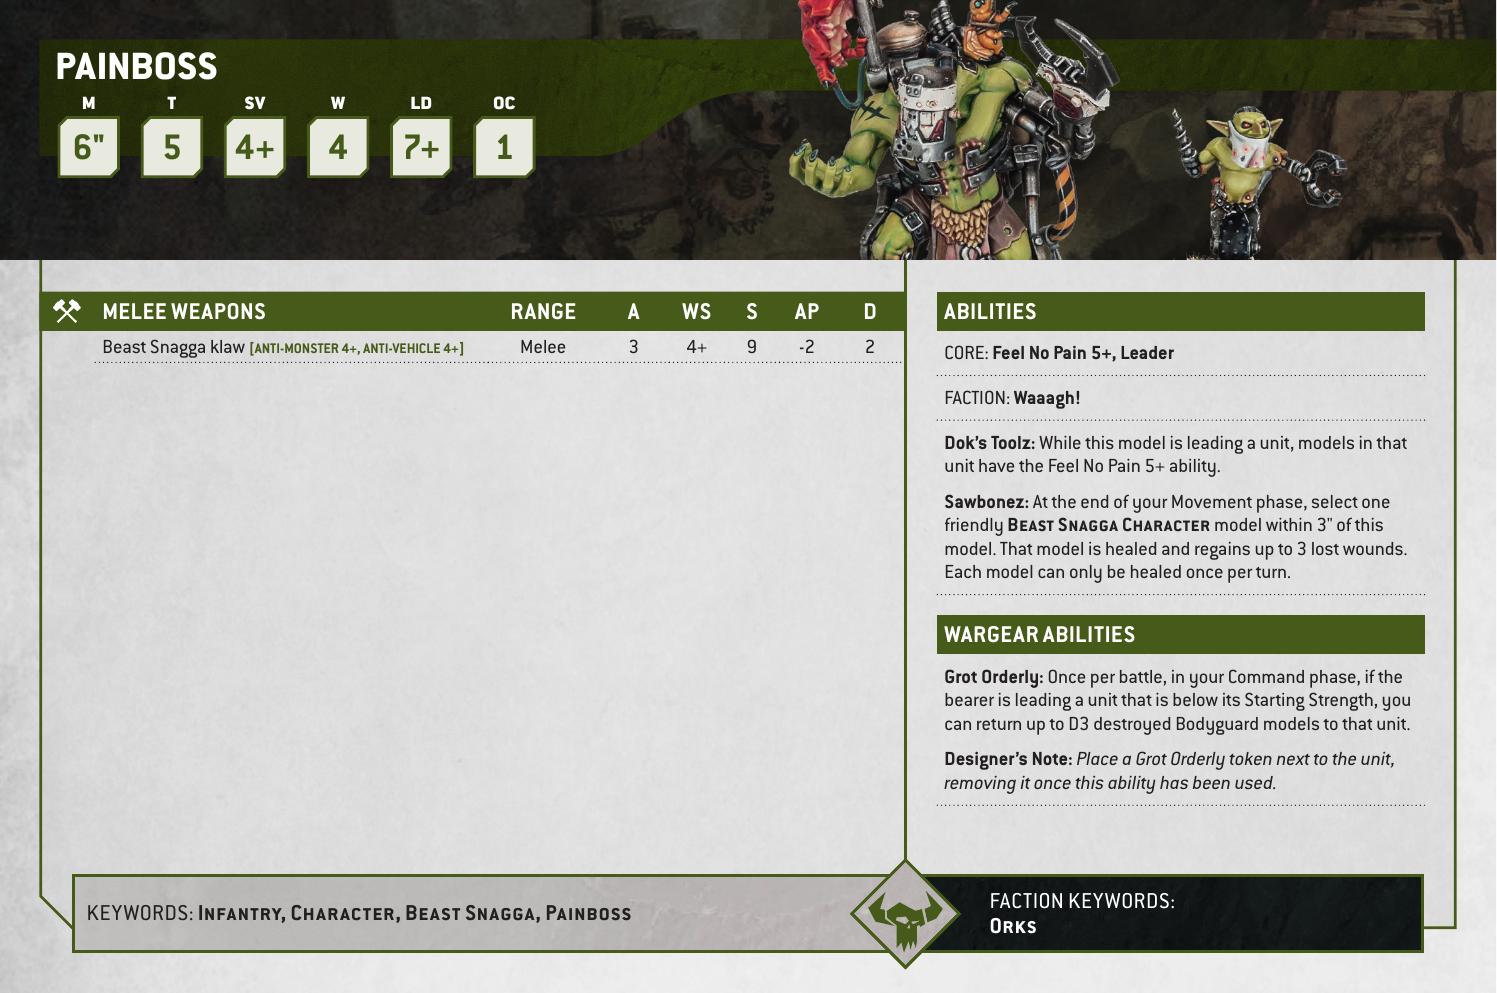 PAINBOSS
M T SV W LD OC
6" 5 4+ 4 7+ 1
MELEE WEAPONS RANGE A WS S AP D
Beast Snagga klaw [ANTI-MONSTER 4+, ANTI-VEHICLE 4+] Melee 3 4+ 9 -2 2
ABILITIES
CORE: Feel No Pain 5+, Leader
FACTION: Waaagh!
Dok’s Toolz: While this model is leading a unit, models in that
unit have the Feel No Pain 5+ ability.
Sawbonez: At the end of your Movement phase, select one
friendly BEAST SNAGGA CHARACTER model within 3" of this
model. That model is healed and regains up to 3 lost wounds.
Each model can only be healed once per turn.
WARGEAR ABILITIES
Grot Orderly: Once per battle, in your Command phase, if the
bearer is leading a unit that is below its Starting Strength, you
can return up to D3 destroyed Bodyguard models to that unit.
Designer’s Note: Place a Grot Orderly token next to the unit,
removing it once this ability has been used.
KEYWORDS: INFANTRY, CHARACTER, BEAST SNAGGA, PAINBOSS
FACTION KEYWORDS:
ORKS